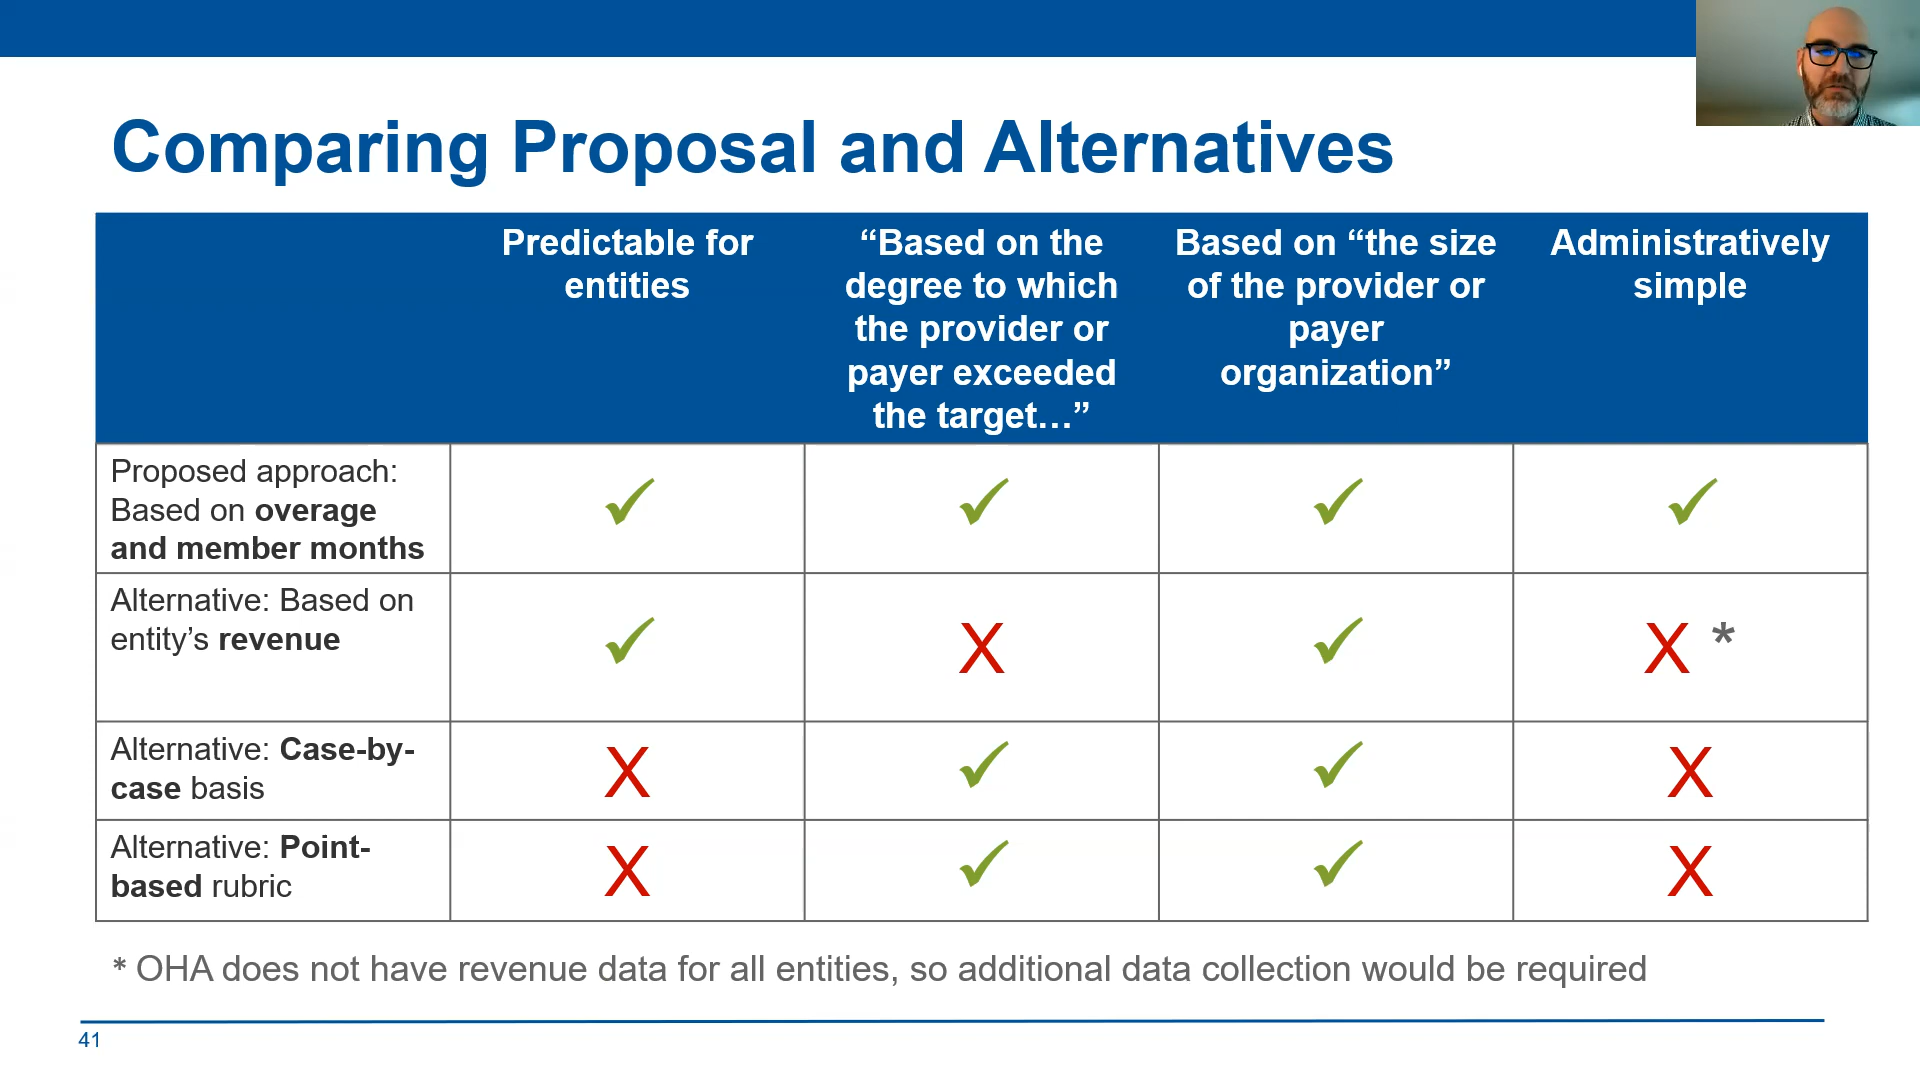 Comparing Proposal and Alternatives
Predictable for
entities
“Based on the
degree to which
the provider or
payer exceeded
the target…”
Based on “the size
of the provider or
payer
organization”
Administratively
simple
Proposed approach:
Based on overage
and member months
✓ ✓ ✓ ✓
Alternative: Based on
entity’s revenue
✓ X ✓ X *
Alternative: Case-by-
case basis
X ✓ ✓ X
Alternative: Point-
based rubric
X ✓ ✓ X
* OHA does not have revenue data for all entities, so additional data collection would be required
41